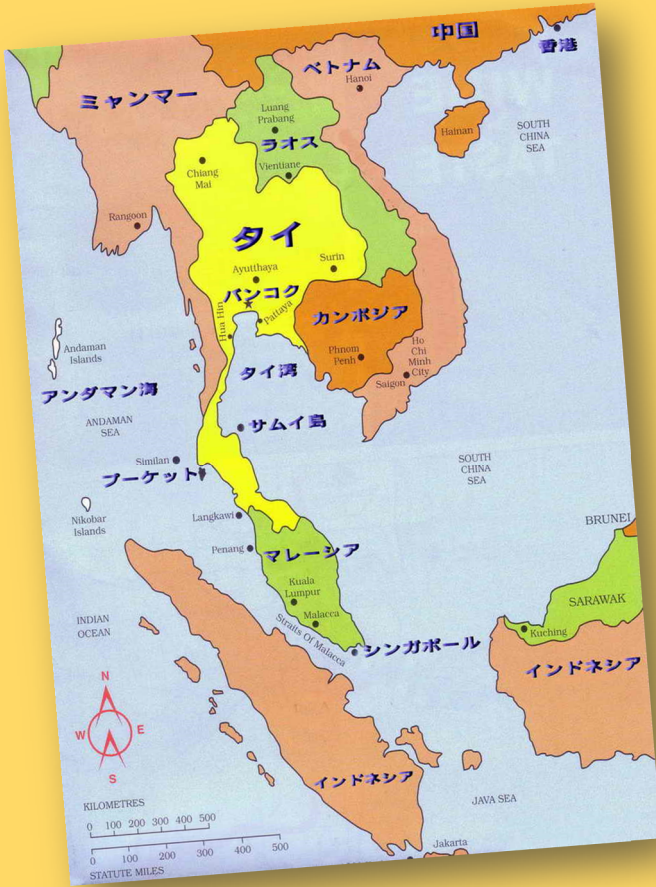 中国
香港
ベトナム
Hanoi
ミャンマー
Luang
Prabang
ラオス
Hainan
SOUTH
CHINA
SEA
Chiang
Mai
Vientiane
Rangoon
タイ
Ayutthaya
Surin
バンコク
Hua Hin
Pattaya
カンボジア
Phnom
Penh
Ho
Chi
Minh
City
Saigon
Andaman
Islands
タイ湾
アンダマン海
ANDAMAN
SEA
サムイ島
Similan
プーケット
SOUTH
CHINA
SEA
Nikobar
Islands
Langkawi
Penang
マレーシア
Kuala
Lumpur
Malacca
Straits Of Malacca
シンガポール
BRUNEI
SARAWAK
Kuching
インドネシア
INDIAN
OCEAN
N
W
E
S
インドネシア
KILOMETRES
0 100 200 300 400 500
0 100 200 300 400 500
STATUTE MILES
JAVA SEA
Jakarta